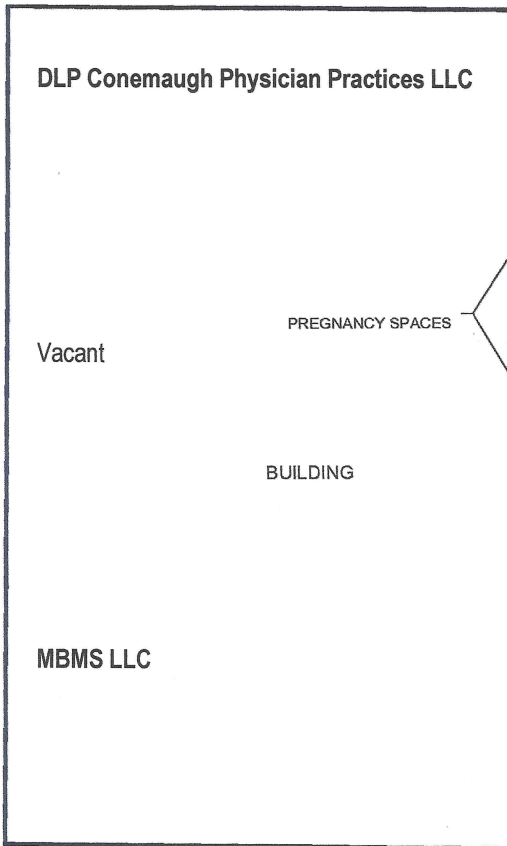 DLP Conemaugh Physician Practices LLC
PREGNANCY SPACES
Vacant
BUILDING
MBMS LLC